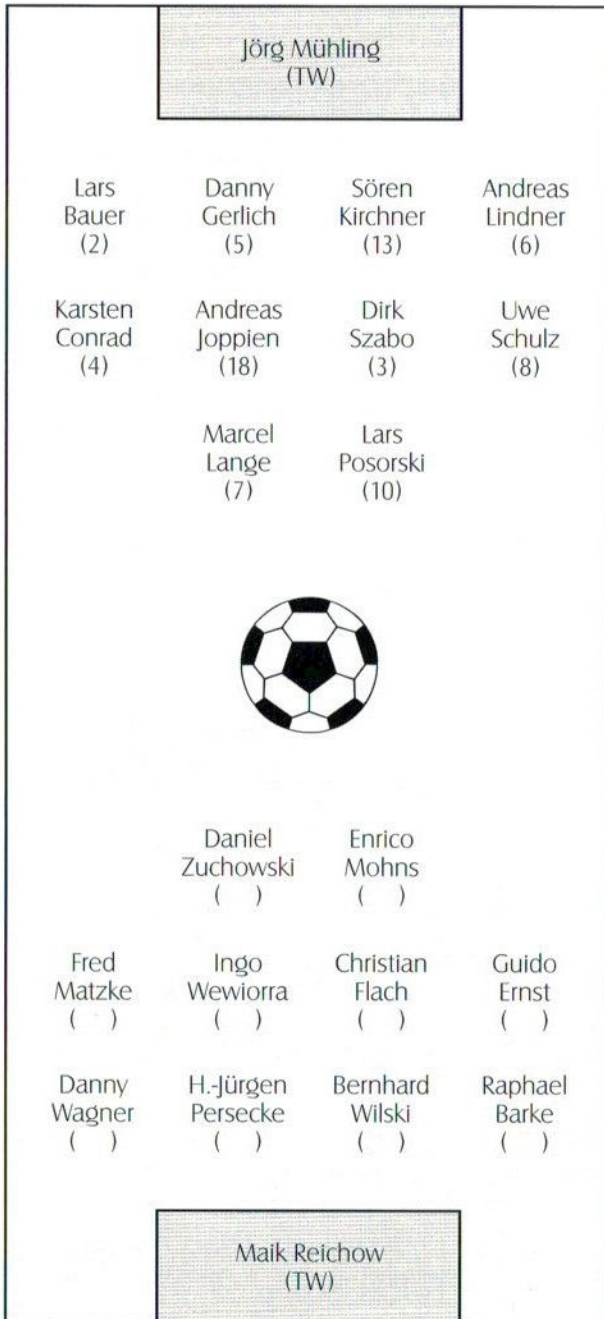 Jörg Mühling
(TW)
Lars Danny Sören Andreas
Bauer Gerlich Kirchner Lindner
(2) (5) (13) (6)
Karsten Andreas Dirk Uwe
Conrad Joppien Szabo Schulz
(4) (18) (3) (8)
Marcel Lars
Lange Posorski
(7) (10)
Daniel Enrico
Zuchowski Mohns
( ) ( )
Fred Ingo Christian Guido
Matzke Wewiorra Flach Ernst
( ) ( ) ( ) ( )
Danny H.-Jürgen Bernhard Raphael
Wagner Persecke Wilski Barke
( ) ( ) ( ) ( )
Maik Reichow
(TW)